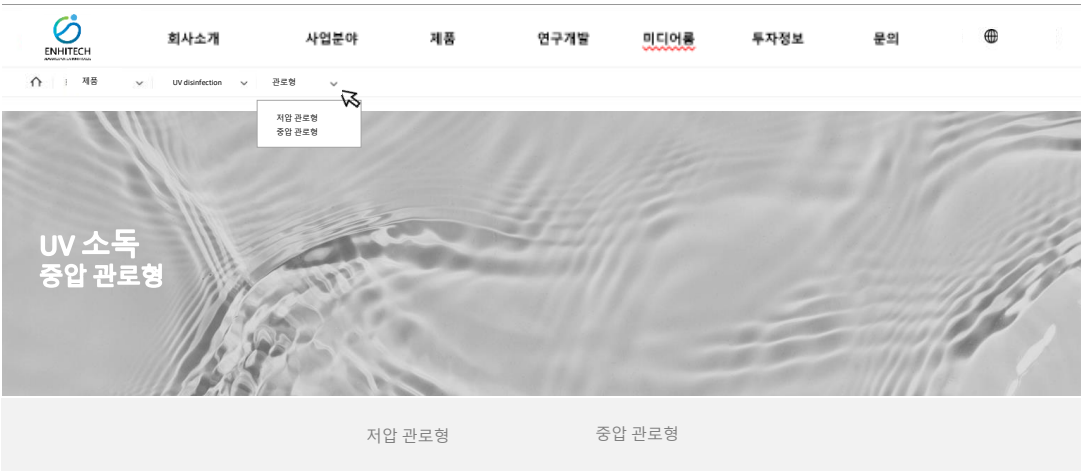 ENHITECH
회사소개 사업분야 제품 연구개발 미디어룸 투자정보 문의
제품 UV disinfection 관로형
저압 관로형
중압 관로형
UV 소독
중압 관로형
저압 관로형 중압 관로형